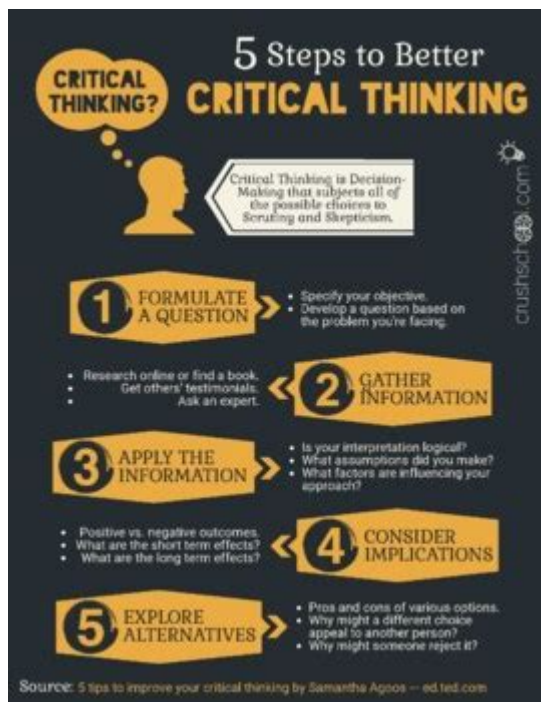 5 Steps to Better
CRITICAL THINKING
CRITICAL
THINKING?
Critical Thinking is Decision-
Making that subjects all of
the possible choices to
Scrutiny and Skepticism.
crushschool.com
1 FORMULATE
A QUESTION
• Specify your objective.
• Develop a question based on
the problem you're facing.
2 GATHER
INFORMATION
• Research online or find a book.
• Get others' testimonials.
• Ask an expert.
3 APPLY THE
INFORMATION
• Is your interpretation logical?
• What assumptions did you make?
• What factors are influencing your
approach?
4 CONSIDER
IMPLICATIONS
• Positive vs. negative outcomes.
• What are the short term effects?
• What are the long term effects?
5 EXPLORE
ALTERNATIVES
• Pros and cons of various options.
• Why might a different choice
appeal to another person?
• Why might someone reject it?
Source: 5 tips to improve your critical thinking by Samantha Agoos — ed.ted.com